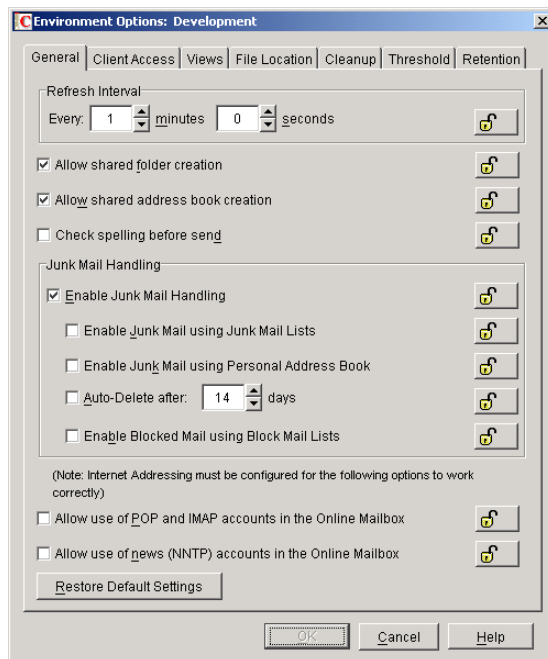 Environment Options: Development
General Client Access Views File Location Cleanup Threshold Retention
Refresh Interval
Every: 1 minutes 0 seconds
Allow shared folder creation
Allow shared address book creation
Check spelling before send
Junk Mail Handling
Enable Junk Mail Handling
Enable Junk Mail using Junk Mail Lists
Enable Junk Mail using Personal Address Book
Auto-Delete after: 14 days
Enable Blocked Mail using Block Mail Lists
(Note: Internet Addressing must be configured for the following options to work
correctly)
Allow use of POP and IMAP accounts in the Online Mailbox
Allow use of news (NNTP) accounts in the Online Mailbox
Restore Default Settings
OK Cancel Help